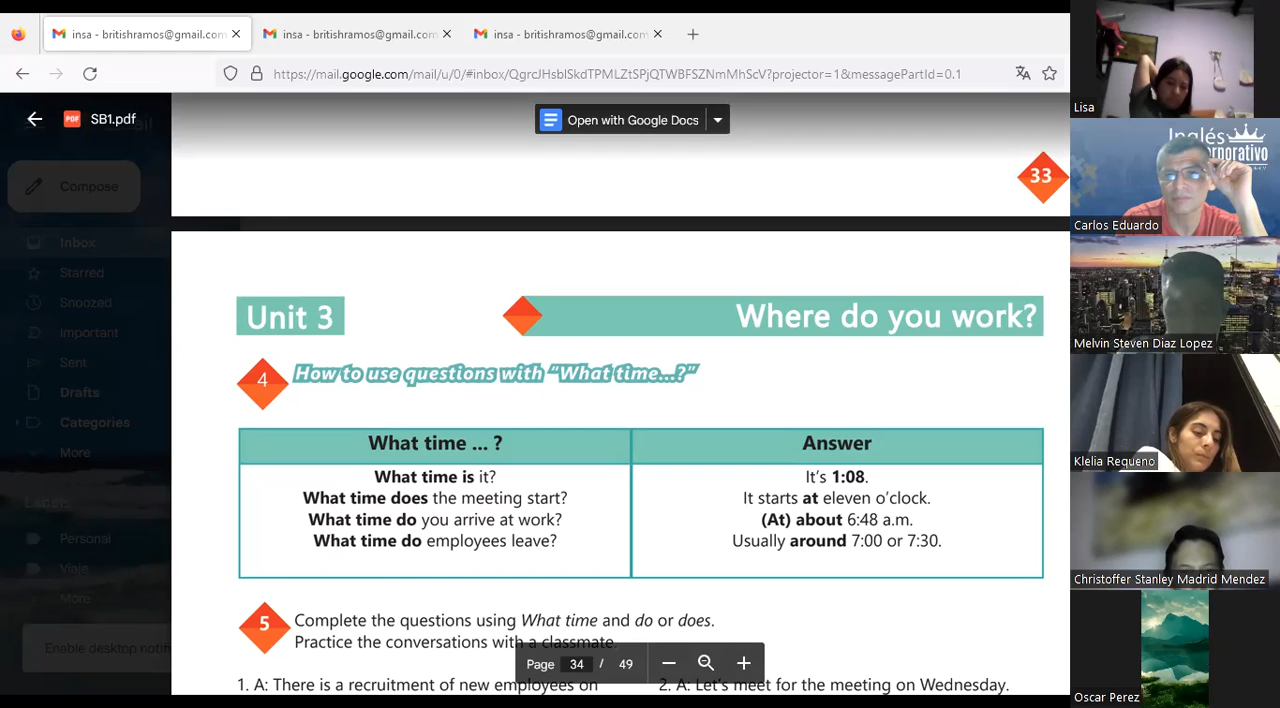 insa - britishramos@gmail.com
insa - britishramos@gmail.com
insa - britishramos@gmail.com
https://mail.google.com/mail/u/0/#inbox/QgrcJHsblSkdTPMLZtSPjQTWBFSZNmMhScV?projector=1&messagePartId=0.1
PDF
SB1.pdf
Open with Google Docs
Compose
Inbox
Starred
Snoozed
Important
Sent
Drafts
Categories
More
Labels
Personal
Viaje
More
Enable desktop notifi
33
Unit 3
Where do you work?
4
How to use questions with “What time...?”
What time ... ?
Answer
What time is it?
It’s 1:08.
What time does the meeting start?
It starts at eleven o’clock.
What time do you arrive at work?
(At) about 6:48 a.m.
What time do employees leave?
Usually around 7:00 or 7:30.
5
Complete the questions using What time and do or does.
Practice the conversations with a classmate.
1. A: There is a recruitment of new employees on
2. A: Let’s meet for the meeting on Wednesday.
Page 34 / 49
Lisa
Inglés
orporativo
Carlos Eduardo
Melvin Steven Diaz Lopez
Klelia Requeno
Christoffer Stanley Madrid Mendez
Oscar Perez